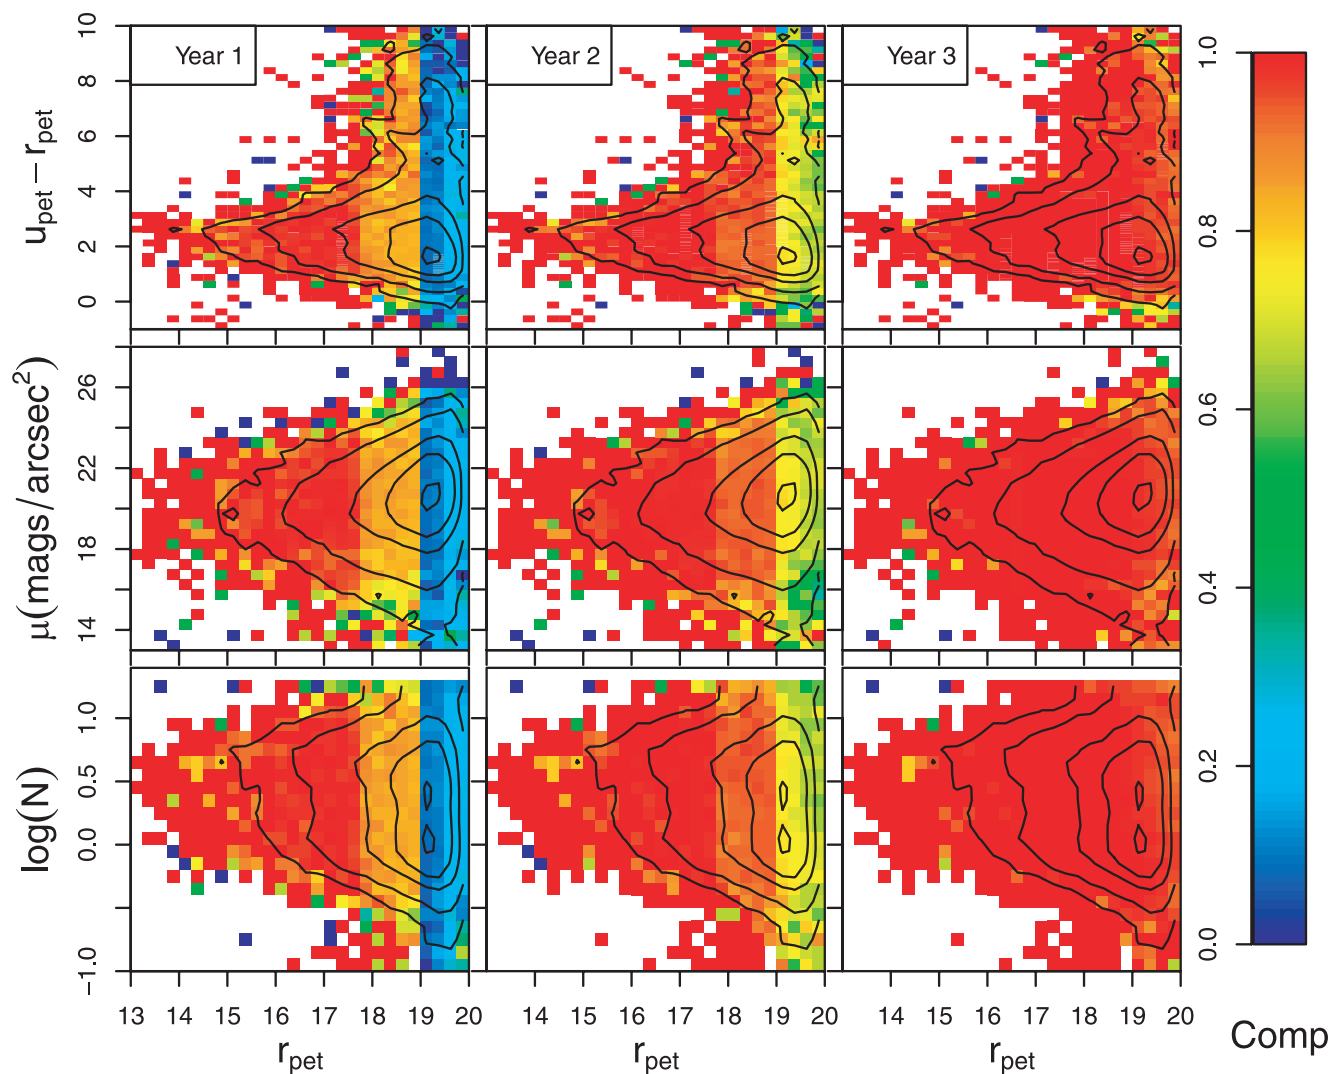 Year 1
Year 2
Year 3
10
8
6
4
2
0
u_pet − r_pet
26
22
18
14
μ(mags/arcsec²)
1.0
0.5
0.0
−1.0
log(N)
13 14 15 16 17 18 19 20
14 15 16 17 18 19 20
14 15 16 17 18 19 20
r_pet
r_pet
r_pet
1.0
0.8
0.6
0.4
0.2
0.0
Comp